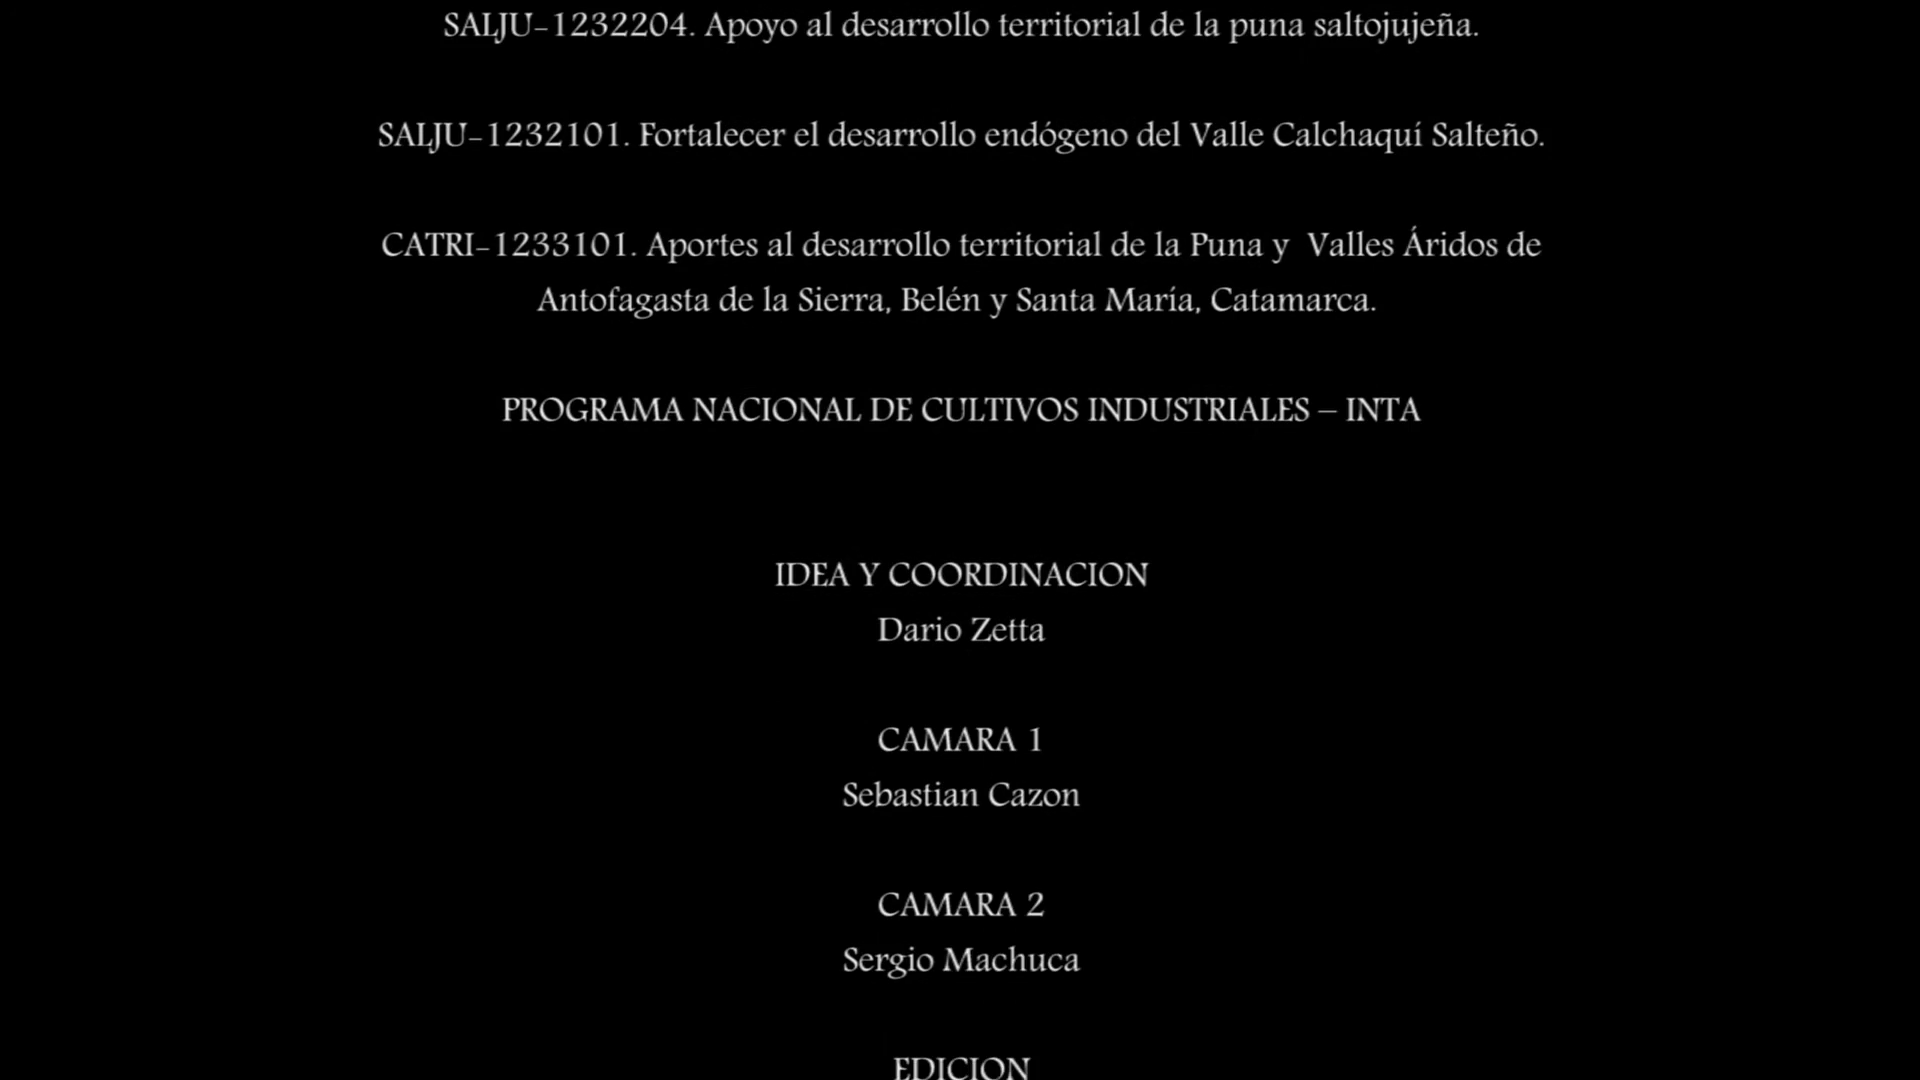 SALJU-1232204. Apoyo al desarrollo territorial de la puna saltojujeña.
SALJU-1232101. Fortalecer el desarrollo endógeno del Valle Calchaquí Salteño.
CATRI-1233101. Aportes al desarrollo territorial de la Puna y Valles Áridos de
Antofagasta de la Sierra, Belén y Santa María, Catamarca.
PROGRAMA NACIONAL DE CULTIVOS INDUSTRIALES – INTA
IDEA Y COORDINACION
Dario Zetta
CAMARA 1
Sebastian Cazon
CAMARA 2
Sergio Machuca
EDICION